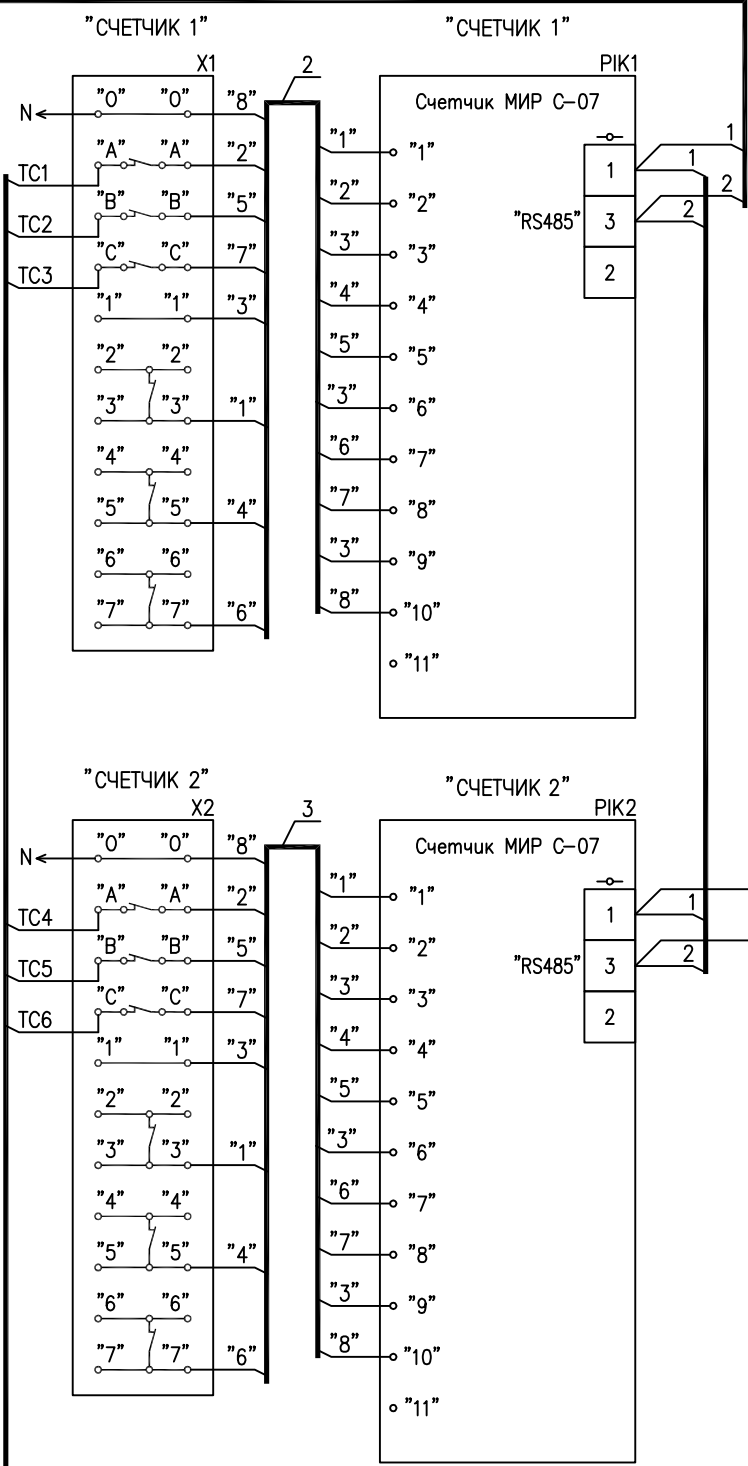 "СЧЕТЧИК 1" "СЧЕТЧИК 1"
X1 2 PIK1
"0" "0" "8" Счетчик МИР С-07
N
"1" 1
"A" "A" "2" "1" 1 1
TC1
"2" 2
"B" "B" "5" "2" "RS485" 3 2
TC2
"3"
"C" "C" "7" "3" 2
TC3
"1" "1" "3" "4" "4"
"2" "2" "5" "5"
"3" "3" "1" "3" "6"
"4" "4" "6" "7"
"5" "5" "4" "7" "8"
"6" "6" "3" "9"
"7" "7" "6" "8" "10"
"11"
"СЧЕТЧИК 2" "СЧЕТЧИК 2"
X2 3 PIK2
"0" "0" "8" Счетчик МИР С-07
N
"1"
"A" "A" "2" "1" 1 1
TC4
"2"
"B" "B" "5" "2" "RS485" 3 2
TC5
"3"
"C" "C" "7" "3" 2
TC6
"1" "1" "3" "4" "4"
"2" "2" "5" "5"
"3" "3" "1" "3" "6"
"4" "4" "6" "7"
"5" "5" "4" "7" "8"
"6" "6" "3" "9"
"7" "7" "6" "8" "10"
"11"